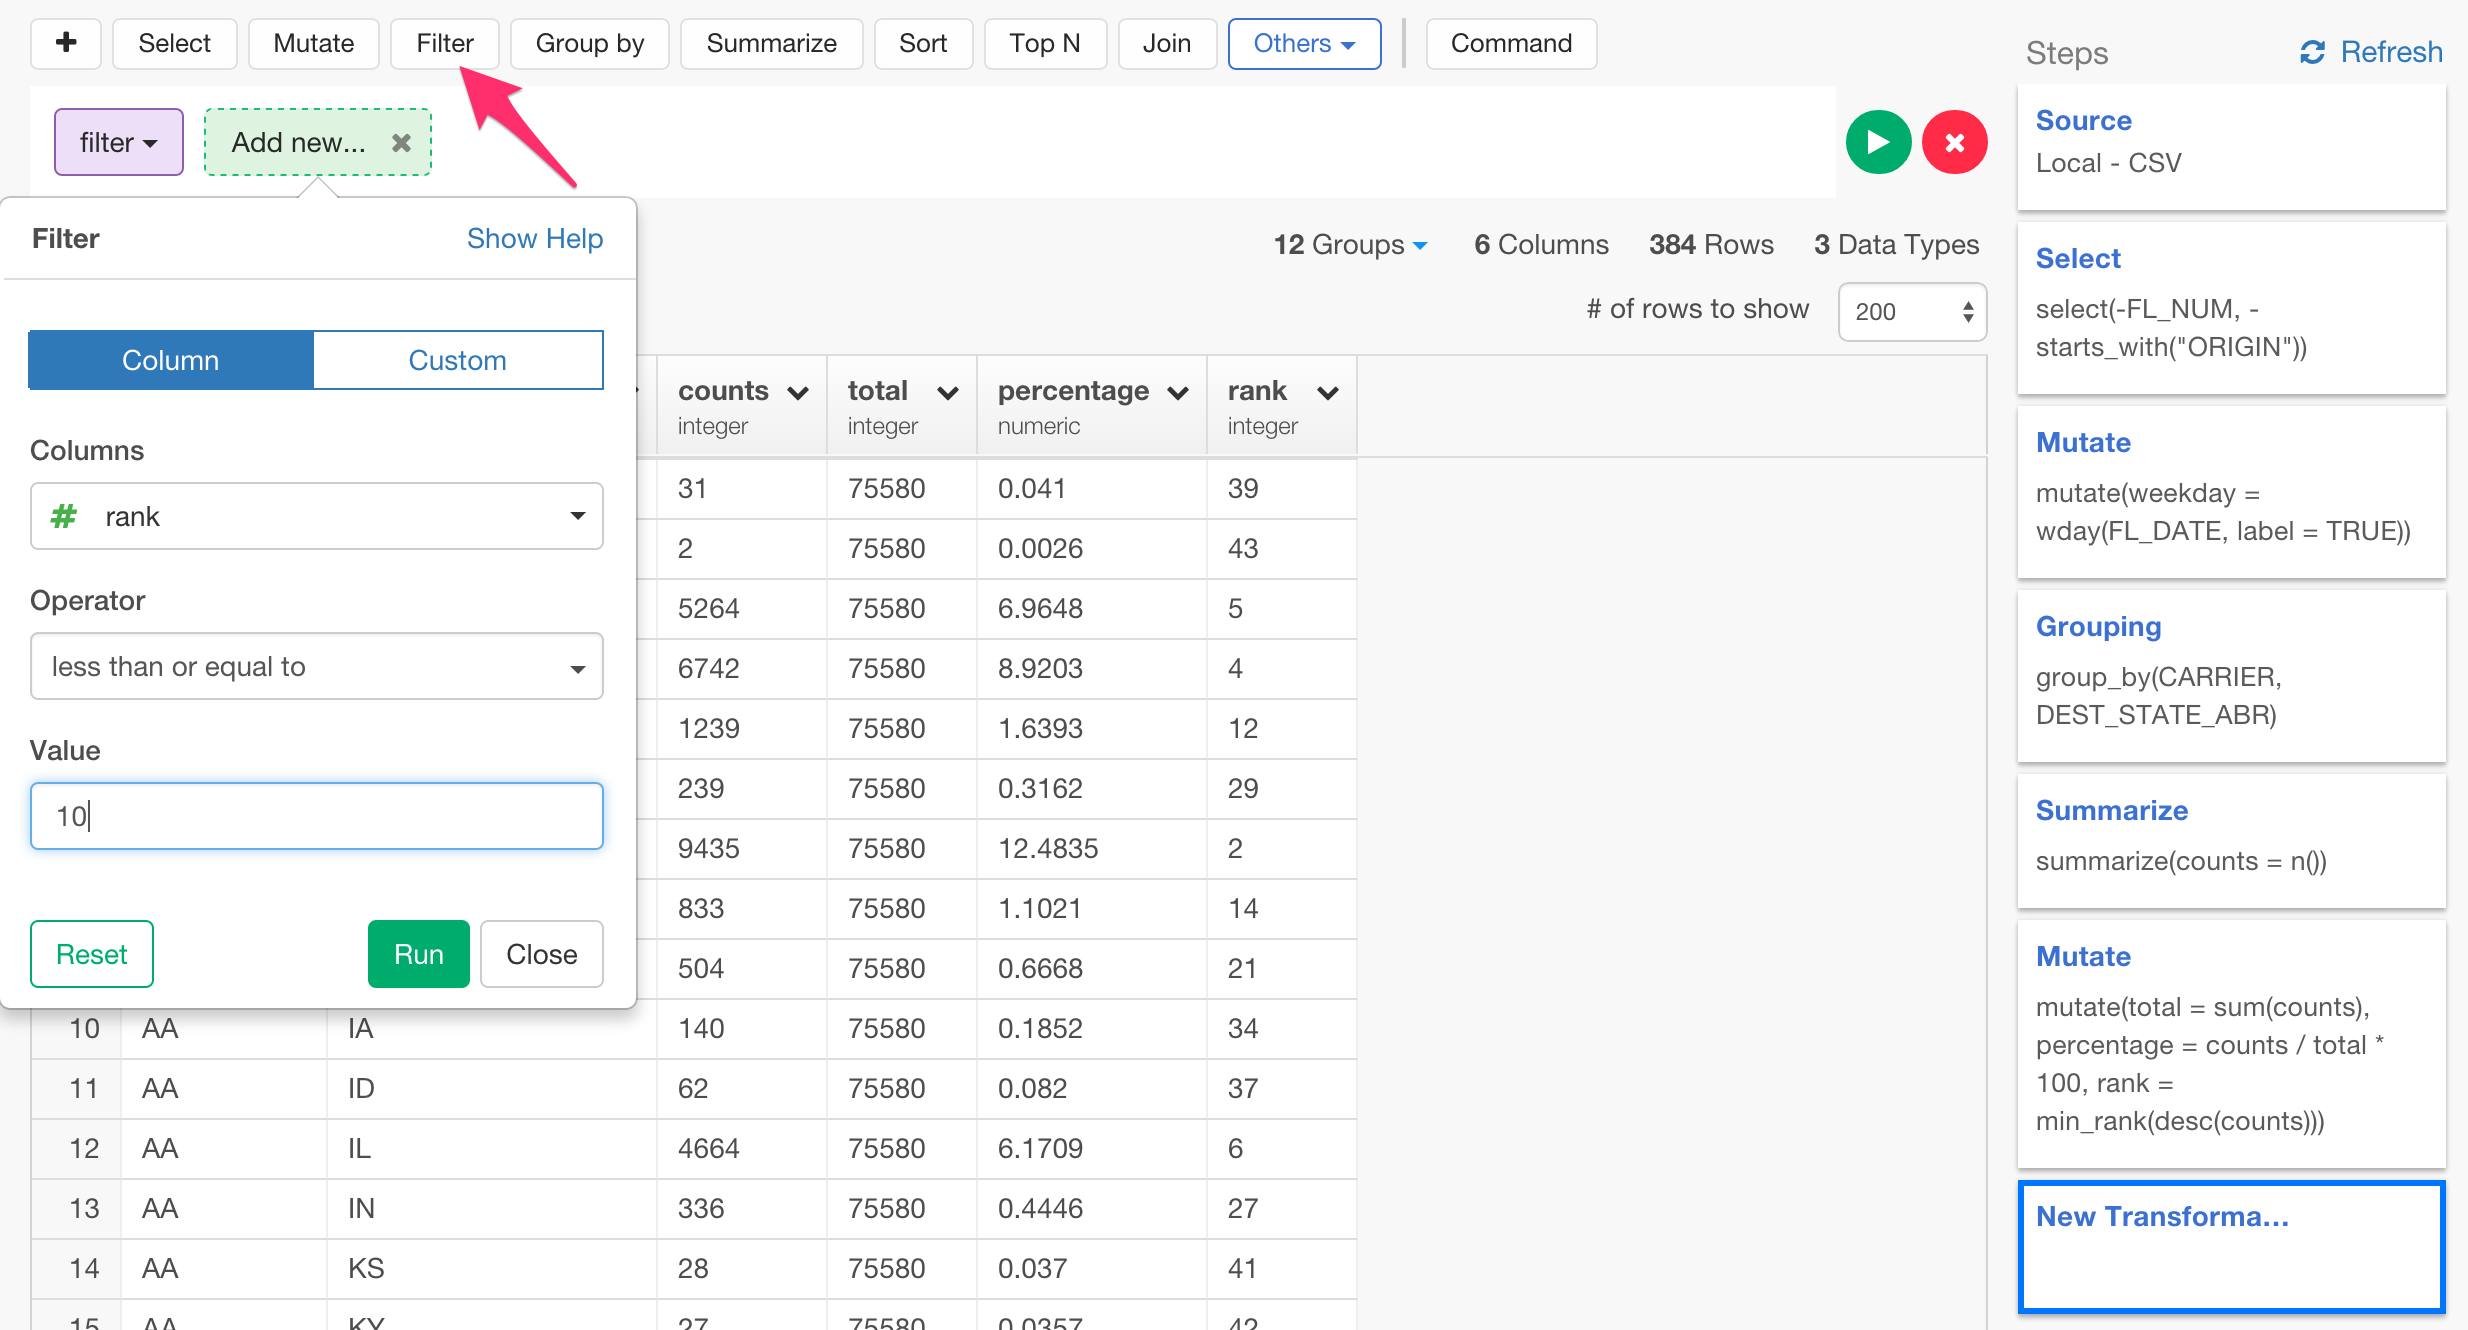 Select Mutate Filter Group by Summarize Sort Top N Join Others Command
Steps Refresh
filter Add new...
Filter Show Help
Column Custom
Columns
# rank
Operator
less than or equal to
Value
10
Reset Run Close
12 Groups 6 Columns 384 Rows 3 Data Types
# of rows to show 200
counts total percentage rank
integer integer numeric integer
31 75580 0.041 39
2 75580 0.0026 43
5264 75580 6.9648 5
6742 75580 8.9203 4
1239 75580 1.6393 12
239 75580 0.3162 29
9435 75580 12.4835 2
833 75580 1.1021 14
504 75580 0.6668 21
10 AA IA 140 75580 0.1852 34
11 AA ID 62 75580 0.082 37
12 AA IL 4664 75580 6.1709 6
13 AA IN 336 75580 0.4446 27
14 AA KS 28 75580 0.037 41
15 AA KY 27 75580 0.0357 42
Source
Local - CSV
Select
select(-FL_NUM, -
starts_with("ORIGIN"))
Mutate
mutate(weekday =
wday(FL_DATE, label = TRUE))
Grouping
group_by(CARRIER,
DEST_STATE_ABR)
Summarize
summarize(counts = n())
Mutate
mutate(total = sum(counts),
percentage = counts / total *
100, rank =
min_rank(desc(counts)))
New Transforma...